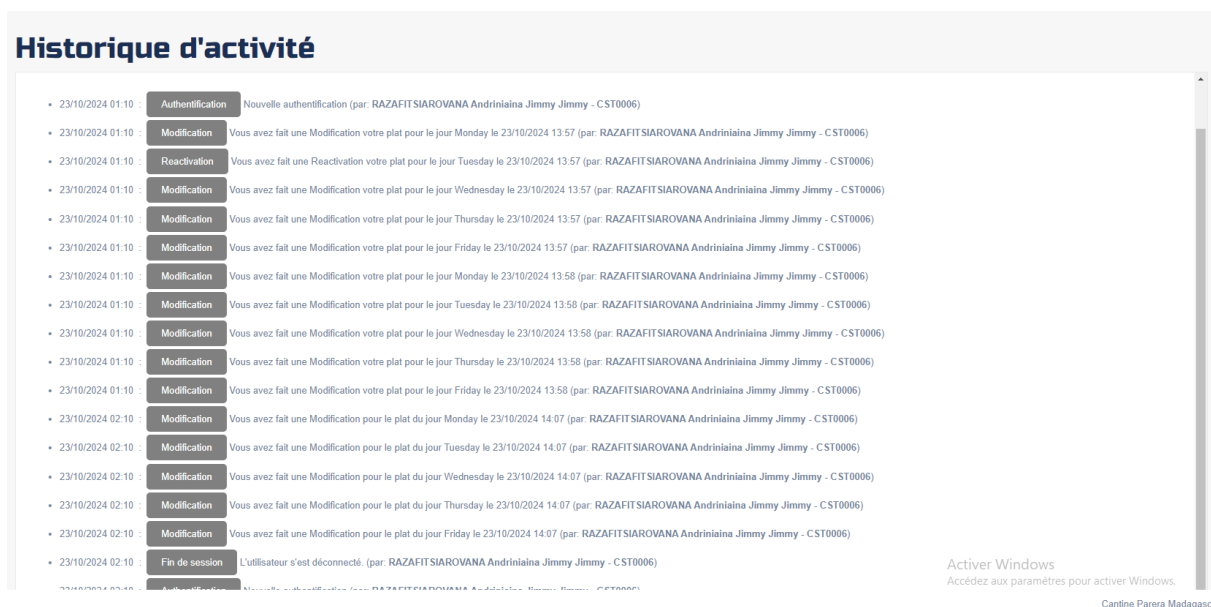 Historique d'activité
• 23/10/2024 01:10 : Authentification Nouvelle authentification (par: RAZAFITSIAROVANA Andriniaina Jimmy Jimmy - CST0006)
• 23/10/2024 01:10 : Modification Vous avez fait une Modification votre plat pour le jour Monday le 23/10/2024 13:57 (par: RAZAFITSIAROVANA Andriniaina Jimmy Jimmy - CST0006)
• 23/10/2024 01:10 : Reactivation Vous avez fait une Reactivation votre plat pour le jour Tuesday le 23/10/2024 13:57 (par: RAZAFITSIAROVANA Andriniaina Jimmy Jimmy - CST0006)
• 23/10/2024 01:10 : Modification Vous avez fait une Modification votre plat pour le jour Wednesday le 23/10/2024 13:57 (par: RAZAFITSIAROVANA Andriniaina Jimmy Jimmy - CST0006)
• 23/10/2024 01:10 : Modification Vous avez fait une Modification votre plat pour le jour Thursday le 23/10/2024 13:57 (par: RAZAFITSIAROVANA Andriniaina Jimmy Jimmy - CST0006)
• 23/10/2024 01:10 : Modification Vous avez fait une Modification votre plat pour le jour Friday le 23/10/2024 13:57 (par: RAZAFITSIAROVANA Andriniaina Jimmy Jimmy - CST0006)
• 23/10/2024 01:10 : Modification Vous avez fait une Modification votre plat pour le jour Monday le 23/10/2024 13:58 (par: RAZAFITSIAROVANA Andriniaina Jimmy Jimmy - CST0006)
• 23/10/2024 01:10 : Modification Vous avez fait une Modification votre plat pour le jour Tuesday le 23/10/2024 13:58 (par: RAZAFITSIAROVANA Andriniaina Jimmy Jimmy - CST0006)
• 23/10/2024 01:10 : Modification Vous avez fait une Modification votre plat pour le jour Wednesday le 23/10/2024 13:58 (par: RAZAFITSIAROVANA Andriniaina Jimmy Jimmy - CST0006)
• 23/10/2024 01:10 : Modification Vous avez fait une Modification votre plat pour le jour Thursday le 23/10/2024 13:58 (par: RAZAFITSIAROVANA Andriniaina Jimmy Jimmy - CST0006)
• 23/10/2024 01:10 : Modification Vous avez fait une Modification votre plat pour le jour Friday le 23/10/2024 13:58 (par: RAZAFITSIAROVANA Andriniaina Jimmy Jimmy - CST0006)
• 23/10/2024 02:10 : Modification Vous avez fait une Modification pour le plat du jour Monday le 23/10/2024 14:07 (par: RAZAFITSIAROVANA Andriniaina Jimmy Jimmy - CST0006)
• 23/10/2024 02:10 : Modification Vous avez fait une Modification pour le plat du jour Tuesday le 23/10/2024 14:07 (par: RAZAFITSIAROVANA Andriniaina Jimmy Jimmy - CST0006)
• 23/10/2024 02:10 : Modification Vous avez fait une Modification pour le plat du jour Wednesday le 23/10/2024 14:07 (par: RAZAFITSIAROVANA Andriniaina Jimmy Jimmy - CST0006)
• 23/10/2024 02:10 : Modification Vous avez fait une Modification pour le plat du jour Thursday le 23/10/2024 14:07 (par: RAZAFITSIAROVANA Andriniaina Jimmy Jimmy - CST0006)
• 23/10/2024 02:10 : Modification Vous avez fait une Modification pour le plat du jour Friday le 23/10/2024 14:07 (par: RAZAFITSIAROVANA Andriniaina Jimmy Jimmy - CST0006)
• 23/10/2024 02:10 : Fin de session L'utilisateur s'est déconnecté. (par: RAZAFITSIAROVANA Andriniaina Jimmy Jimmy - CST0006)
Activer Windows
Accédez aux paramètres pour activer Windows.
Cantine Parera Madagasc